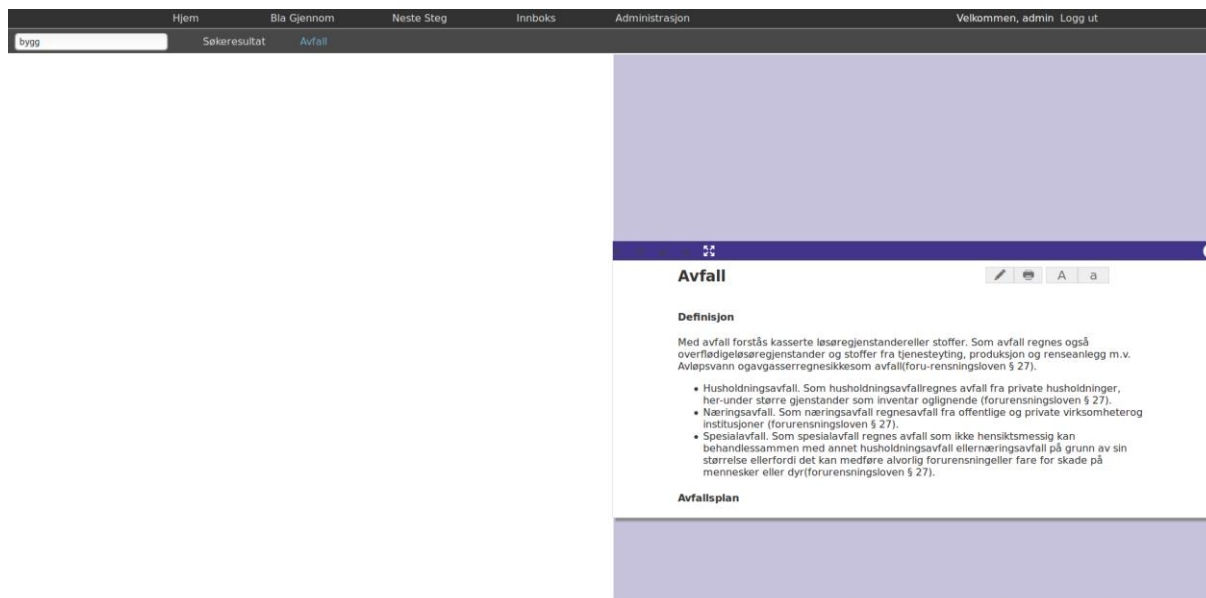 Hjem Bla Gjennom Neste Steg Innboks Administrasjon Velkommen, admin Logg ut
bygg Søkeresultat Avfall
Avfall A a
Definisjon
Med avfall forstås kasserte løsøregjenstandereller stoffer. Som avfall regnes også
overflødigeløsøregjenstander og stoffer fra tjenesteyting, produksjon og renseanlegg m.v.
Avløpsvann ogavgasserregnesikkesom avfall(foru-rensningsloven § 27).
• Husholdningsavfall. Som husholdningsavfallregnes avfall fra private husholdninger,
her-under større gjenstander som inventar oglignende (forurensningsloven § 27).
• Næringsavfall. Som næringsavfall regnesavfall fra offentlige og private virksomheterog
institusjoner (forurensningsloven § 27).
• Spesialavfall. Som spesialavfall regnes avfall som ikke hensiktsmessig kan
behandlessammen med annet husholdningsavfall ellernæringsavfall på grunn av sin
størrelse ellerfordi det kan medføre alvorlig forurensningeller fare for skade på
mennesker eller dyr(forurensningsloven § 27).
Avfallsplan